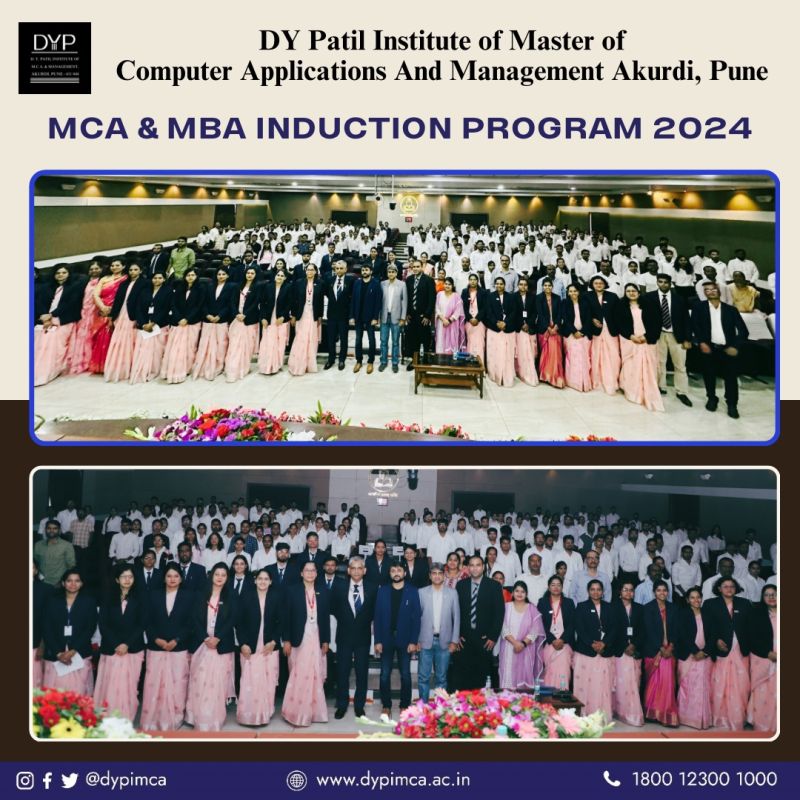 DYP
D. Y. PATIL INSTITUTE OF
M.C.A. & MANAGEMENT,
AKURDI, PUNE - 411 044
DY Patil Institute of Master of
Computer Applications And Management Akurdi, Pune
MCA & MBA INDUCTION PROGRAM 2024
@dypimca
www.dypimca.ac.in
1800 12300 1000